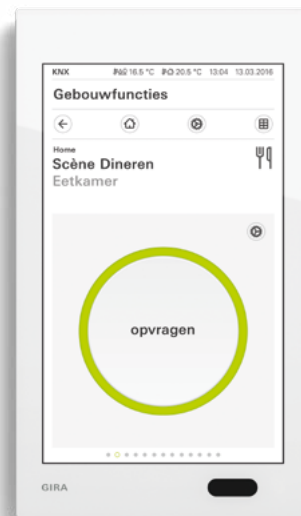 KNX 16.5 °C 20.5 °C 13:04 13.03.2016
Gebouwfuncties
Home
Scène Dineren
Eetkamer
opvragen
GIRA